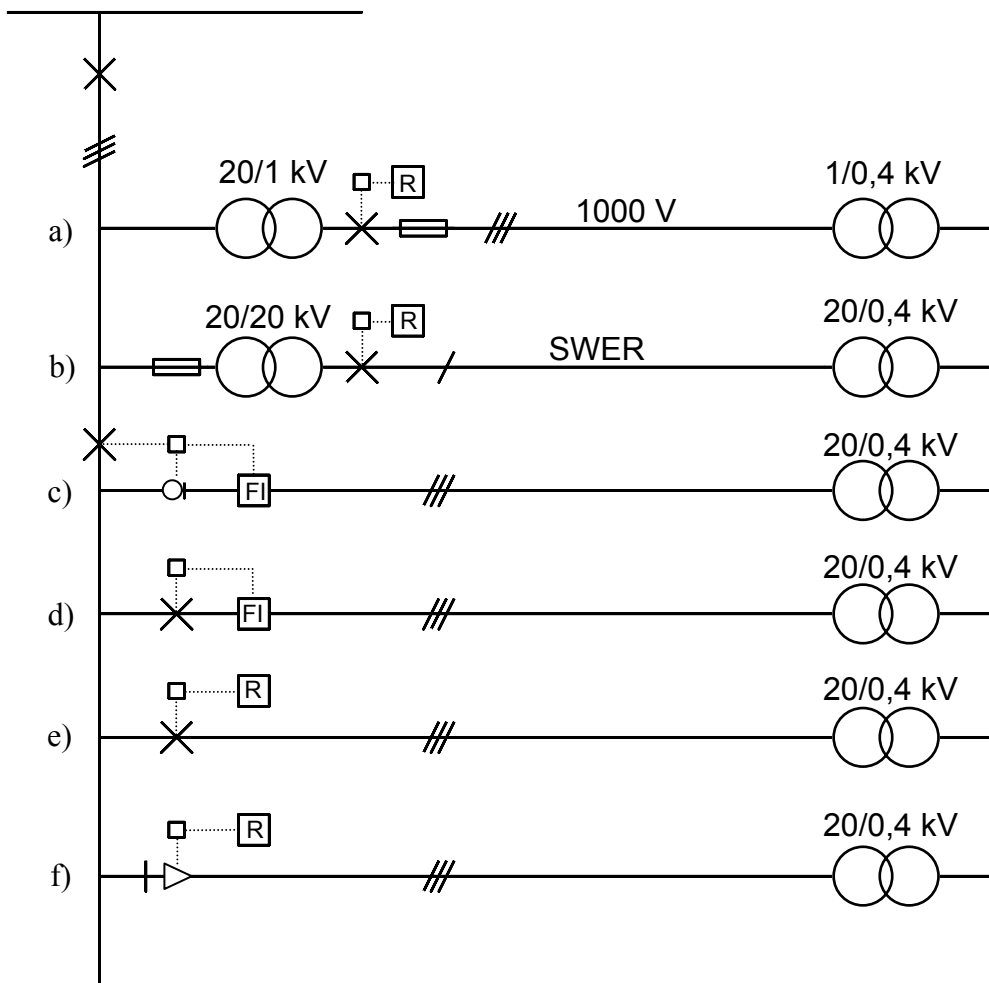 20/1 kV
R
1/0,4 kV
a)
1000 V
20/20 kV
R
20/0,4 kV
b)
SWER
20/0,4 kV
c)
FI
20/0,4 kV
d)
FI
20/0,4 kV
e)
R
20/0,4 kV
f)
R